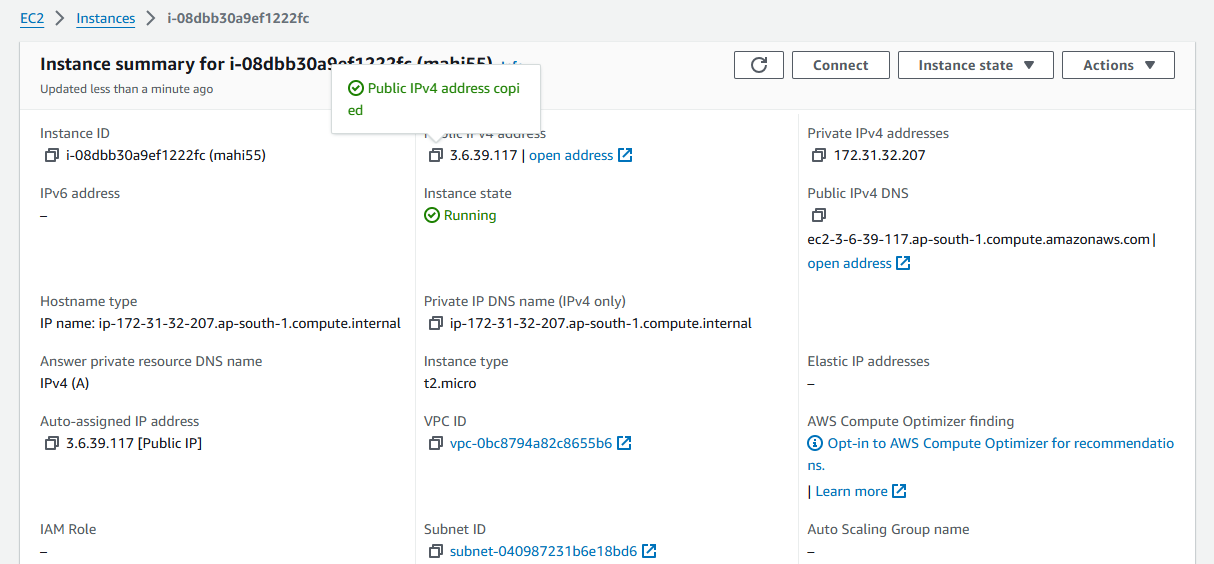 EC2 > Instances > i-08dbb30a9ef1222fc
Instance summary for i-08dbb30a9ef1222fc (mahi55)
Updated less than a minute ago
Connect
Instance state
Actions
Public IPv4 address copi
ed
Instance ID
i-08dbb30a9ef1222fc (mahi55)
Public IPv4 address
3.6.39.117 | open address
Private IPv4 addresses
172.31.32.207
IPv6 address
–
Instance state
Running
Public IPv4 DNS
ec2-3-6-39-117.ap-south-1.compute.amazonaws.com |
open address
Hostname type
IP name: ip-172-31-32-207.ap-south-1.compute.internal
Private IP DNS name (IPv4 only)
ip-172-31-32-207.ap-south-1.compute.internal
Answer private resource DNS name
IPv4 (A)
Instance type
t2.micro
Elastic IP addresses
–
Auto-assigned IP address
3.6.39.117 [Public IP]
VPC ID
vpc-0bc8794a82c8655b6
AWS Compute Optimizer finding
Opt-in to AWS Compute Optimizer for recommendatio
ns.
| Learn more
IAM Role
–
Subnet ID
subnet-040987231b6e18bd6
Auto Scaling Group name
–